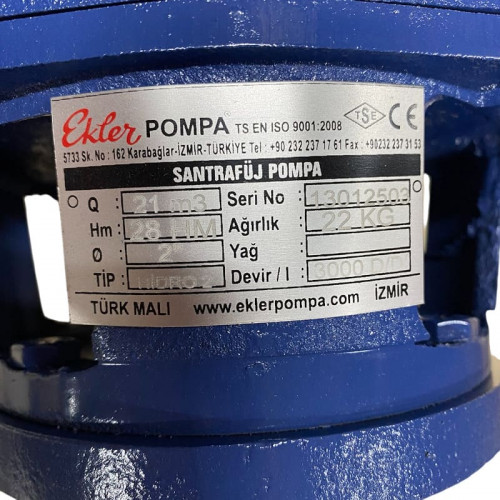 Ekler POMPA TS EN ISO 9001:2008 TSE CE
5733 Sk. No : 162 Karabağlar-İZMİR-TÜRKİYE Tel : +90 232 237 17 61 Fax : +90232 237 31 53
SANTRAFÜJ POMPA
Q : 21 m3 Seri No : 13012503
Hm : 28 HM Ağırlık : 22 KG
Ø : 2" Yağ :
TİP : HİDRO 2 Devir / I : 3000 D/D
TÜRK MALI www.eklerpompa.com İZMİR